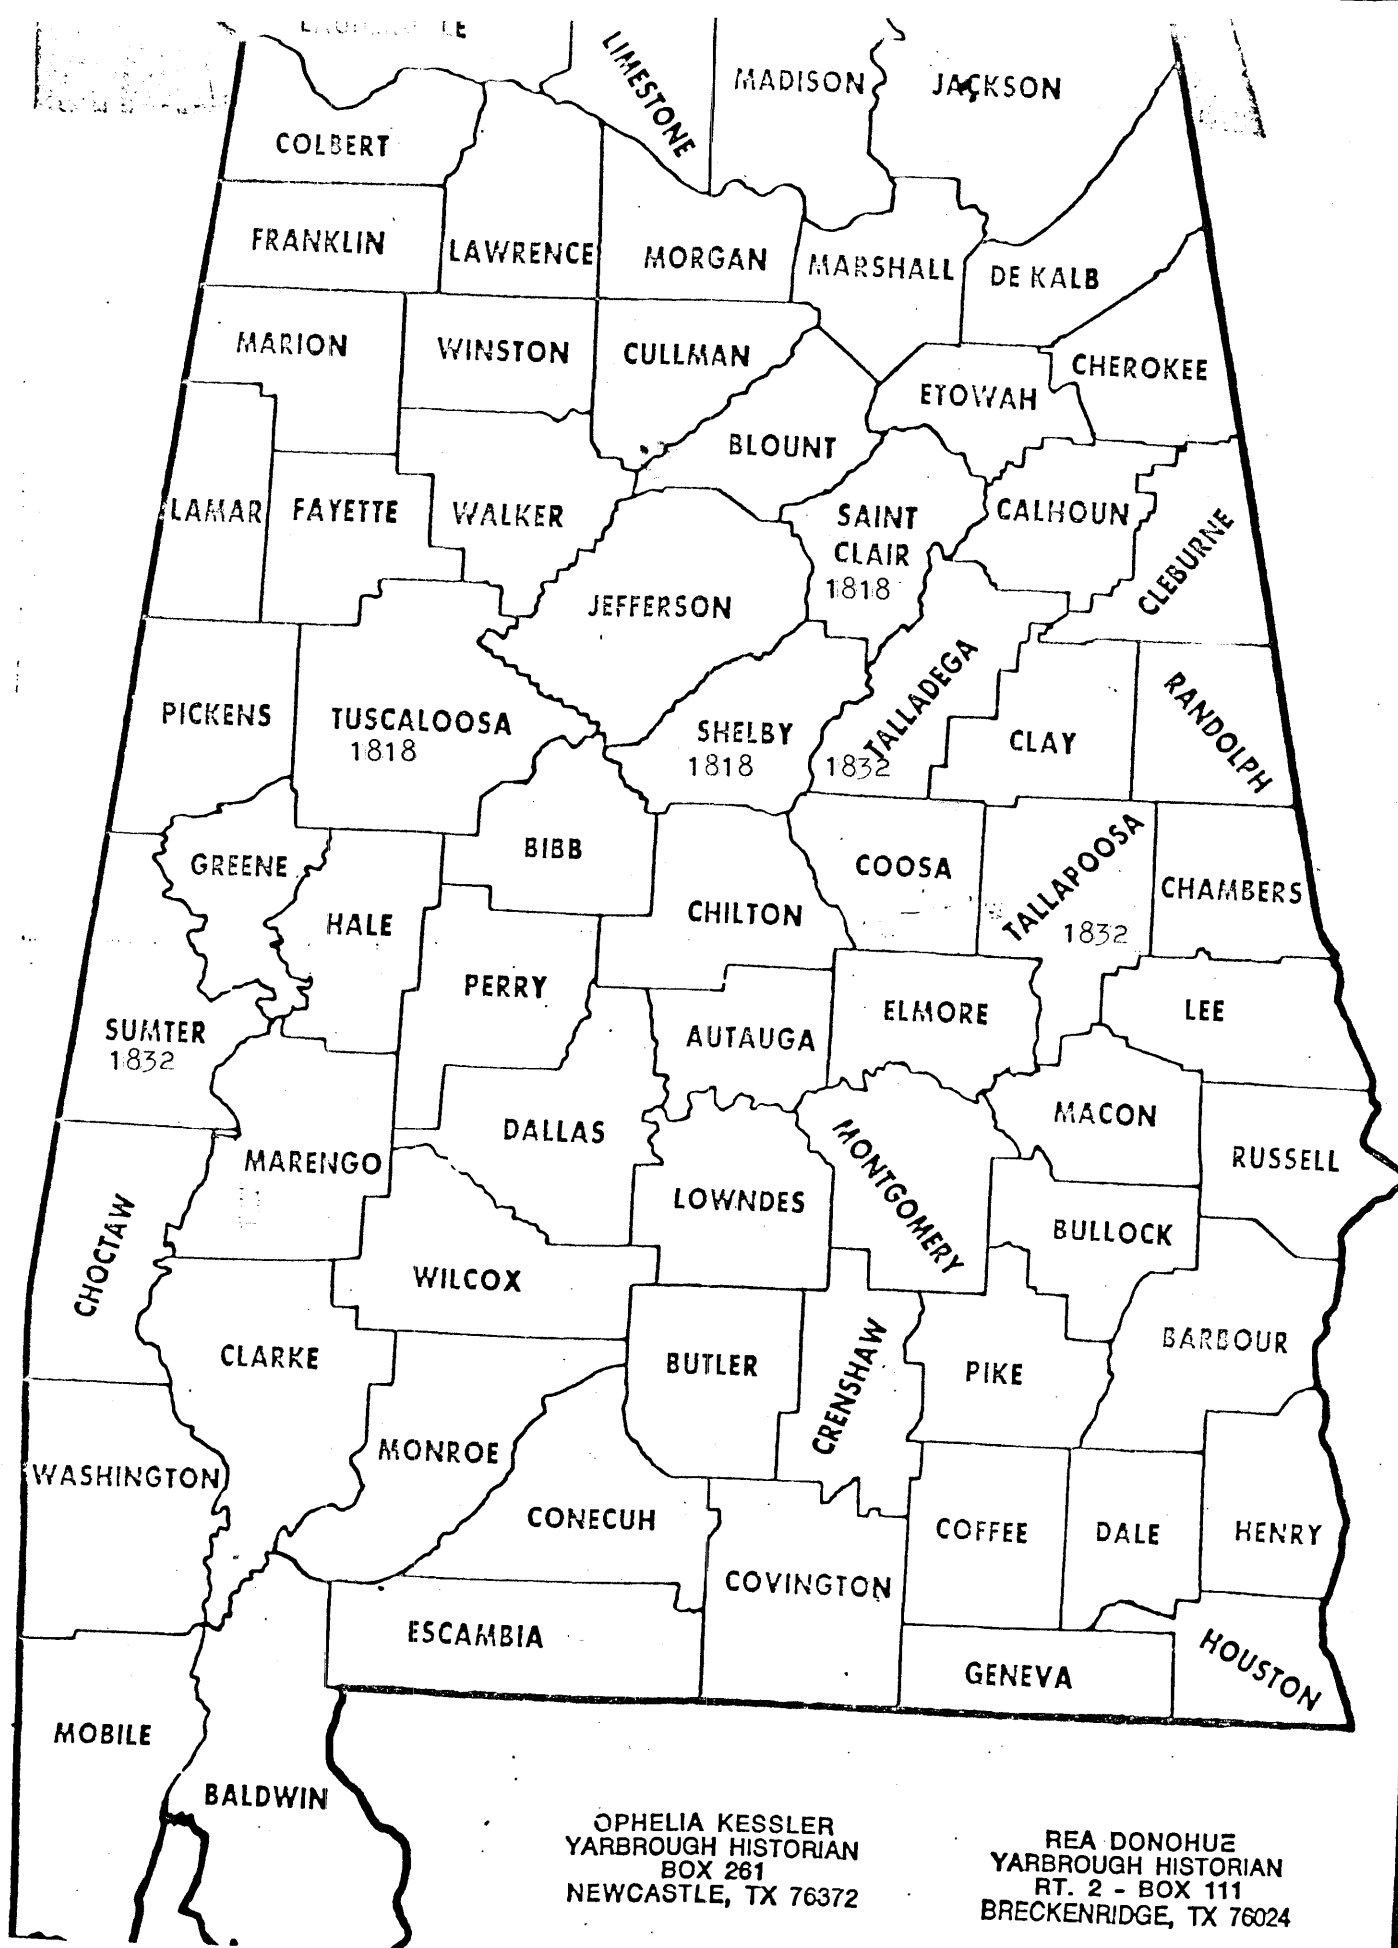 LIMESTONE
MADISON
JACKSON
COLBERT
FRANKLIN
LAWRENCE
MORGAN
MARSHALL
DE KALB
MARION
WINSTON
CULLMAN
CHEROKEE
ETOWAH
BLOUNT
LAMAR
FAYETTE
WALKER
SAINT
CLAIR
1818
CALHOUN
CLEBURNE
JEFFERSON
PICKENS
TUSCALOOSA
1818
SHELBY
1818
TALLADEGA
1832
CLAY
RANDOLPH
GREENE
BIBB
COOSA
TALLAPOOSA
1832
CHAMBERS
HALE
CHILTON
PERRY
SUMTER
1832
AUTAUGA
ELMORE
LEE
DALLAS
MACON
MARENGO
MONTGOMERY
RUSSELL
CHOCTAW
LOWNDES
BULLOCK
WILCOX
CLARKE
BUTLER
CRENSHAW
PIKE
BARBOUR
WASHINGTON
MONROE
CONECUH
COFFEE
DALE
HENRY
COVINGTON
ESCAMBIA
GENEVA
HOUSTON
MOBILE
BALDWIN
OPHELIA KESSLER
YARBROUGH HISTORIAN
BOX 261
NEWCASTLE, TX 76372
REA DONOHUE
YARBROUGH HISTORIAN
RT. 2 - BOX 111
BRECKENRIDGE, TX 76024